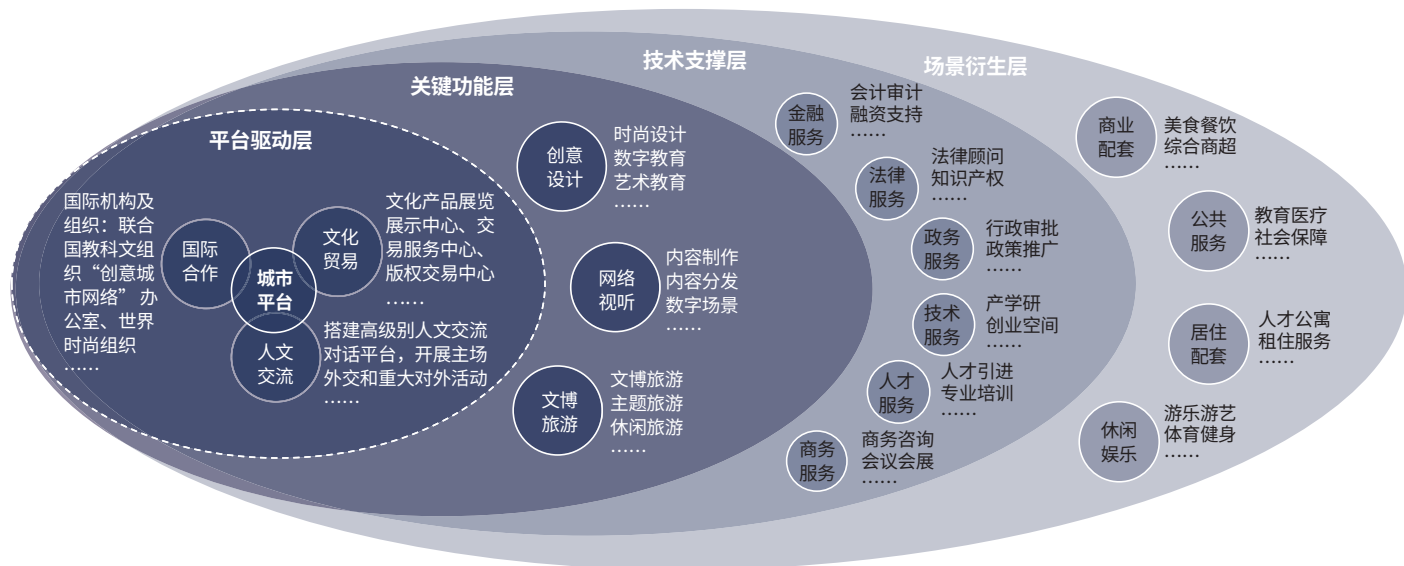 平台驱动层
国际机构及
组织：联合
国教科文组
织“创意城
市网络” 办
公室、世界
时尚组织
……
国际
合作
文化
贸易
城市
平台
人文
交流
文化产品展览
展示中心、交
易服务中心、
版权交易中心
……
搭建高级别人文交流
对话平台，开展主场
外交和重大对外活动
……
关键功能层
创意
设计
时尚设计
数字教育
艺术教育
……
网络
视听
内容制作
内容分发
数字场景
……
文博
旅游
文博旅游
主题旅游
休闲旅游
……
技术支撑层
金融
服务
会计审计
融资支持
……
法律
服务
法律顾问
知识产权
……
政务
服务
行政审批
政策推广
……
技术
服务
产学研
创业空间
……
人才
服务
人才引进
专业培训
……
商务
服务
商务咨询
会议会展
……
场景衍生层
商业
配套
美食餐饮
综合商超
……
公共
服务
教育医疗
社会保障
……
居住
配套
人才公寓
租住服务
……
休闲
娱乐
游乐游艺
体育健身
……